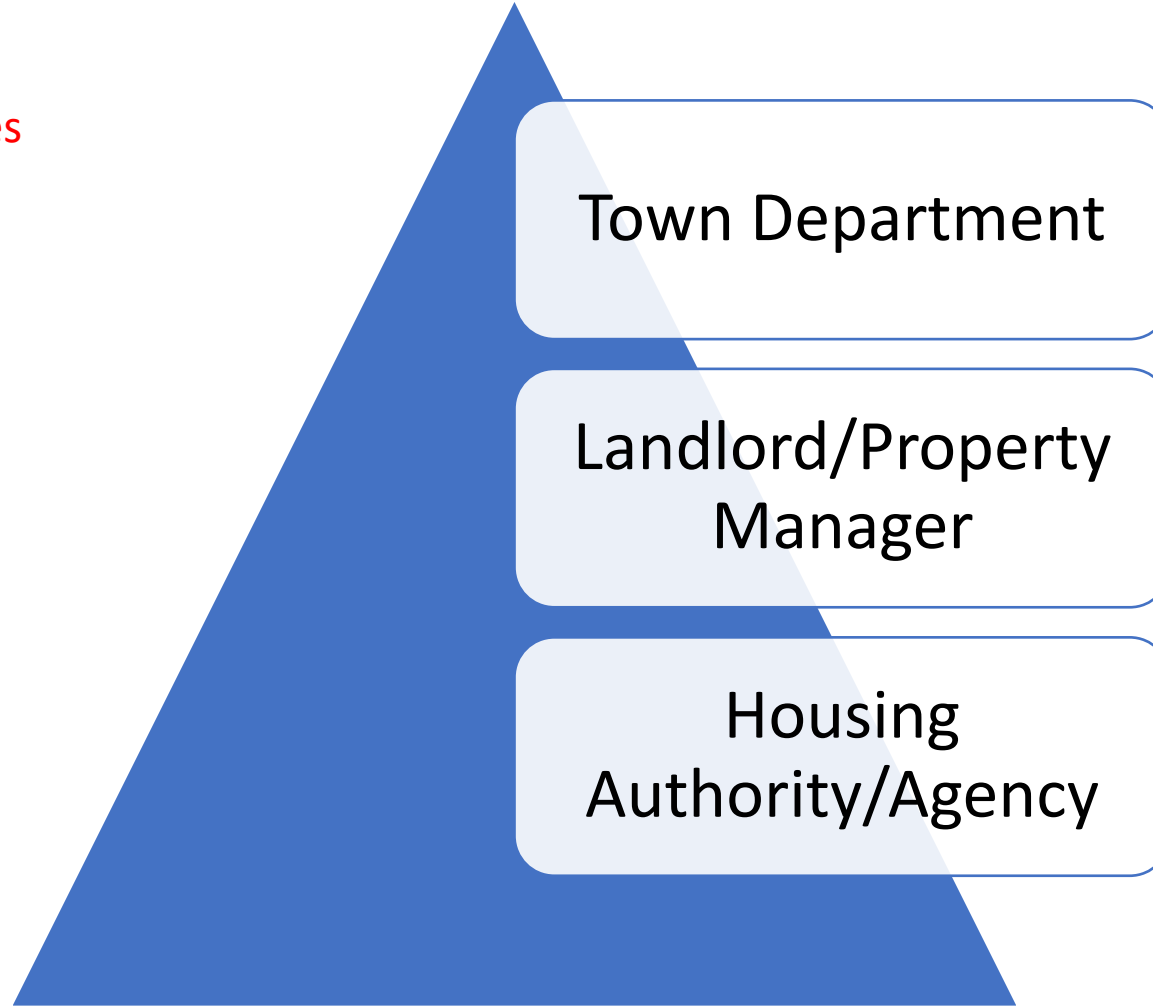 Town Department
Landlord/Property
Manager
Housing
Authority/Agency